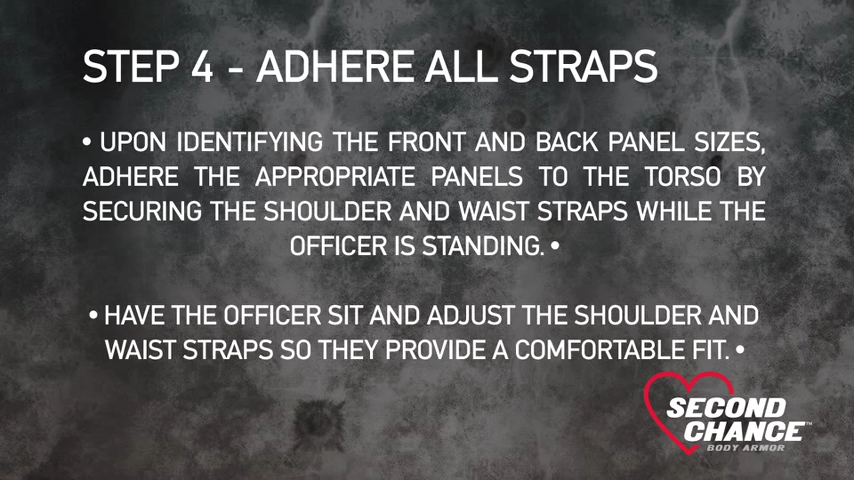 STEP 4 - ADHERE ALL STRAPS
• UPON IDENTIFYING THE FRONT AND BACK PANEL SIZES,
ADHERE THE APPROPRIATE PANELS TO THE TORSO BY
SECURING THE SHOULDER AND WAIST STRAPS WHILE THE
OFFICER IS STANDING. •
• HAVE THE OFFICER SIT AND ADJUST THE SHOULDER AND
WAIST STRAPS SO THEY PROVIDE A COMFORTABLE FIT. •
SECOND
CHANCE™
BODY ARMOR